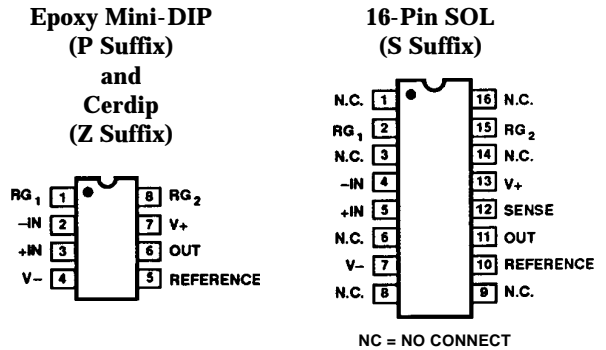 Epoxy Mini-DIP
(P Suffix)
and
Cerdip
(Z Suffix)
RG1 1 8 RG2
–IN 2 7 V+
+IN 3 6 OUT
V– 4 5 REFERENCE
16-Pin SOL
(S Suffix)
N.C. 1 16 N.C.
RG1 2 15 RG2
N.C. 3 14 N.C.
–IN 4 13 V+
+IN 5 12 SENSE
N.C. 6 11 OUT
V– 7 10 REFERENCE
N.C. 8 9 N.C.
NC = NO CONNECT